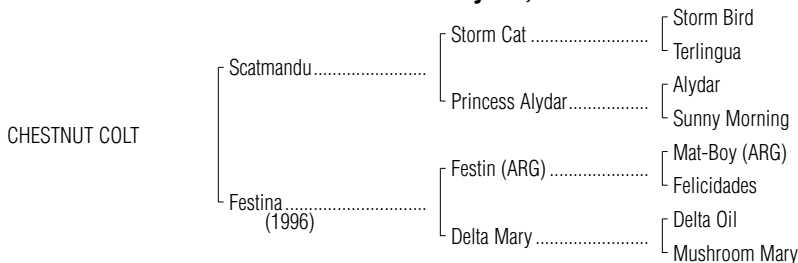 Storm Bird
Storm Cat ........................
Terlingua
Scatmandu.......................
Alydar
Princess Alydar................
Sunny Morning
CHESTNUT COLT
Mat-Boy (ARG)
Festin (ARG) ....................
Felicidades
Festina ............................
(1996)
Delta Oil
Delta Mary .......................
Mushroom Mary